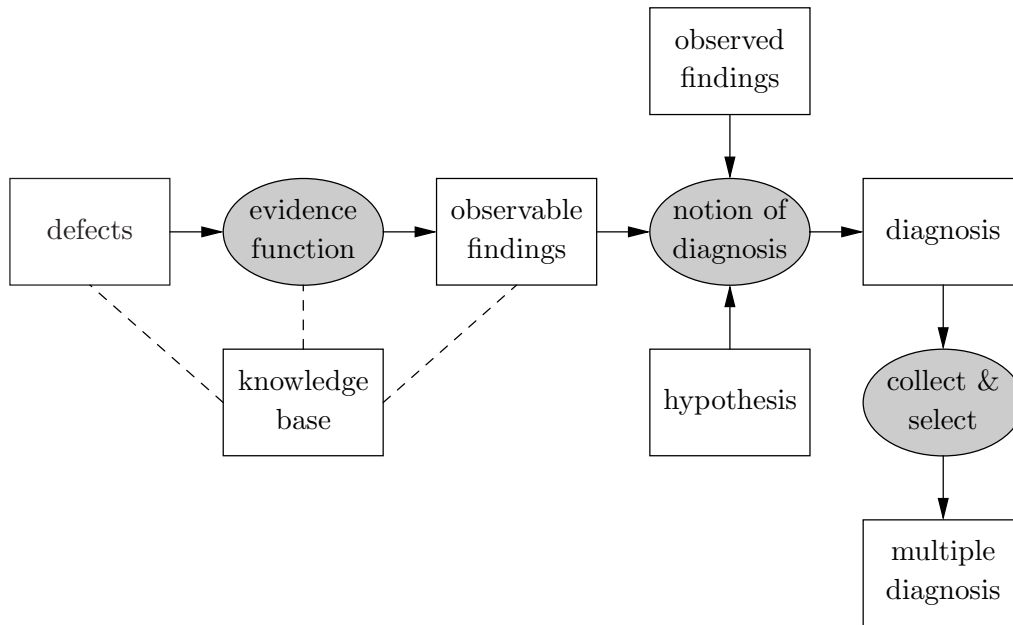 observed
findings
defects
evidence
function
observable
findings
notion of
diagnosis
diagnosis
knowledge
base
hypothesis
collect &
select
multiple
diagnosis